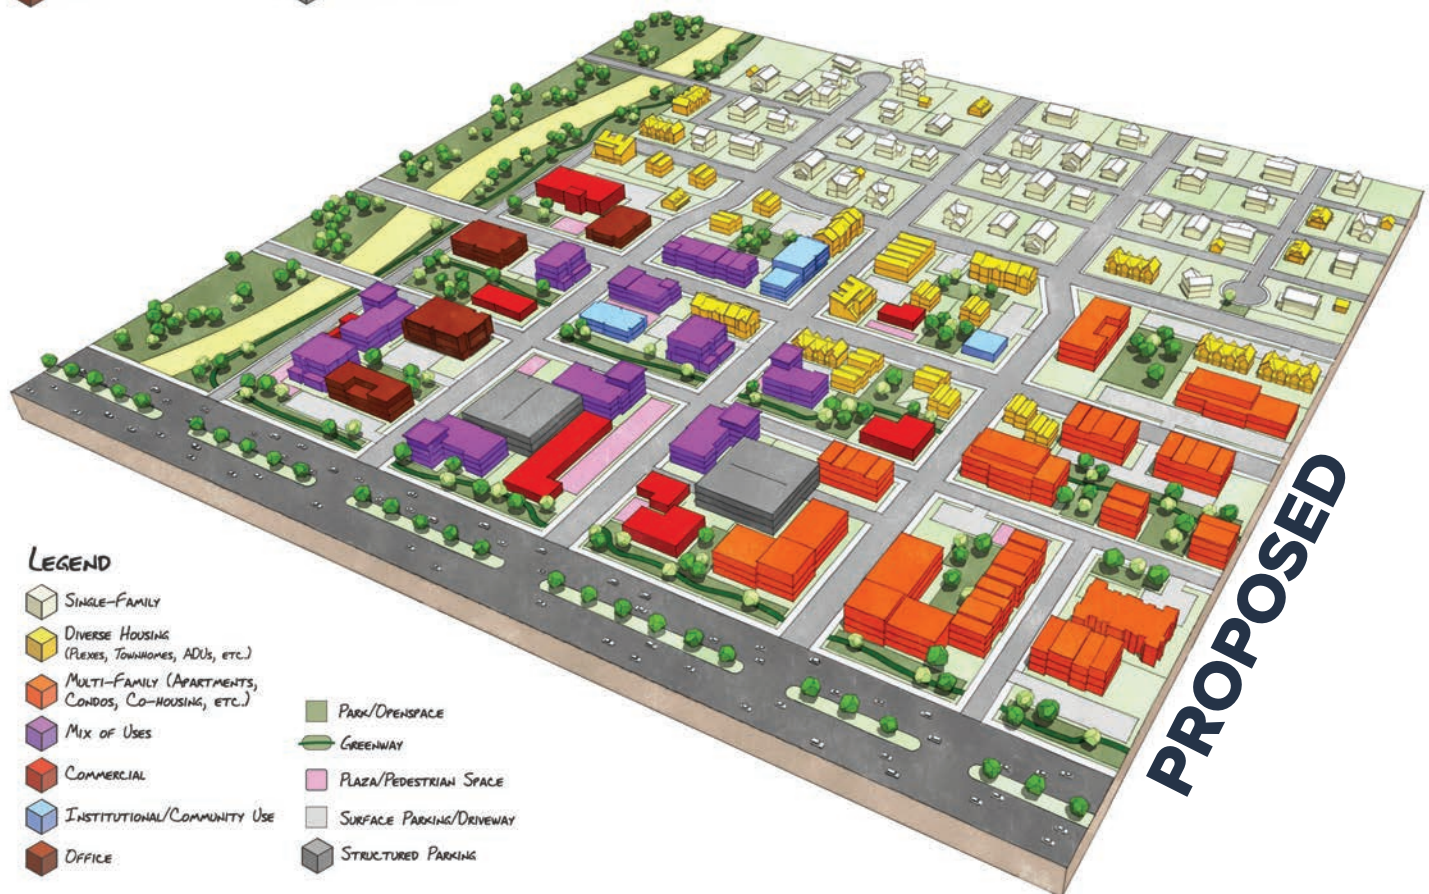 LEGEND
SINGLE-FAMILY
DIVERSE HOUSING
(PLEXES, TOWNHOMES, ADUS, ETC.)
MULTI-FAMILY (APARTMENTS,
CONDOS, CO-HOUSING, ETC.)
MIX OF USES
COMMERCIAL
INSTITUTIONAL/COMMUNITY USE
OFFICE
PARK/OPENSPACE
GREENWAY
PLAZA/PEDESTRIAN SPACE
SURFACE PARKING/DRIVEWAY
STRUCTURED PARKING
PROPOSED